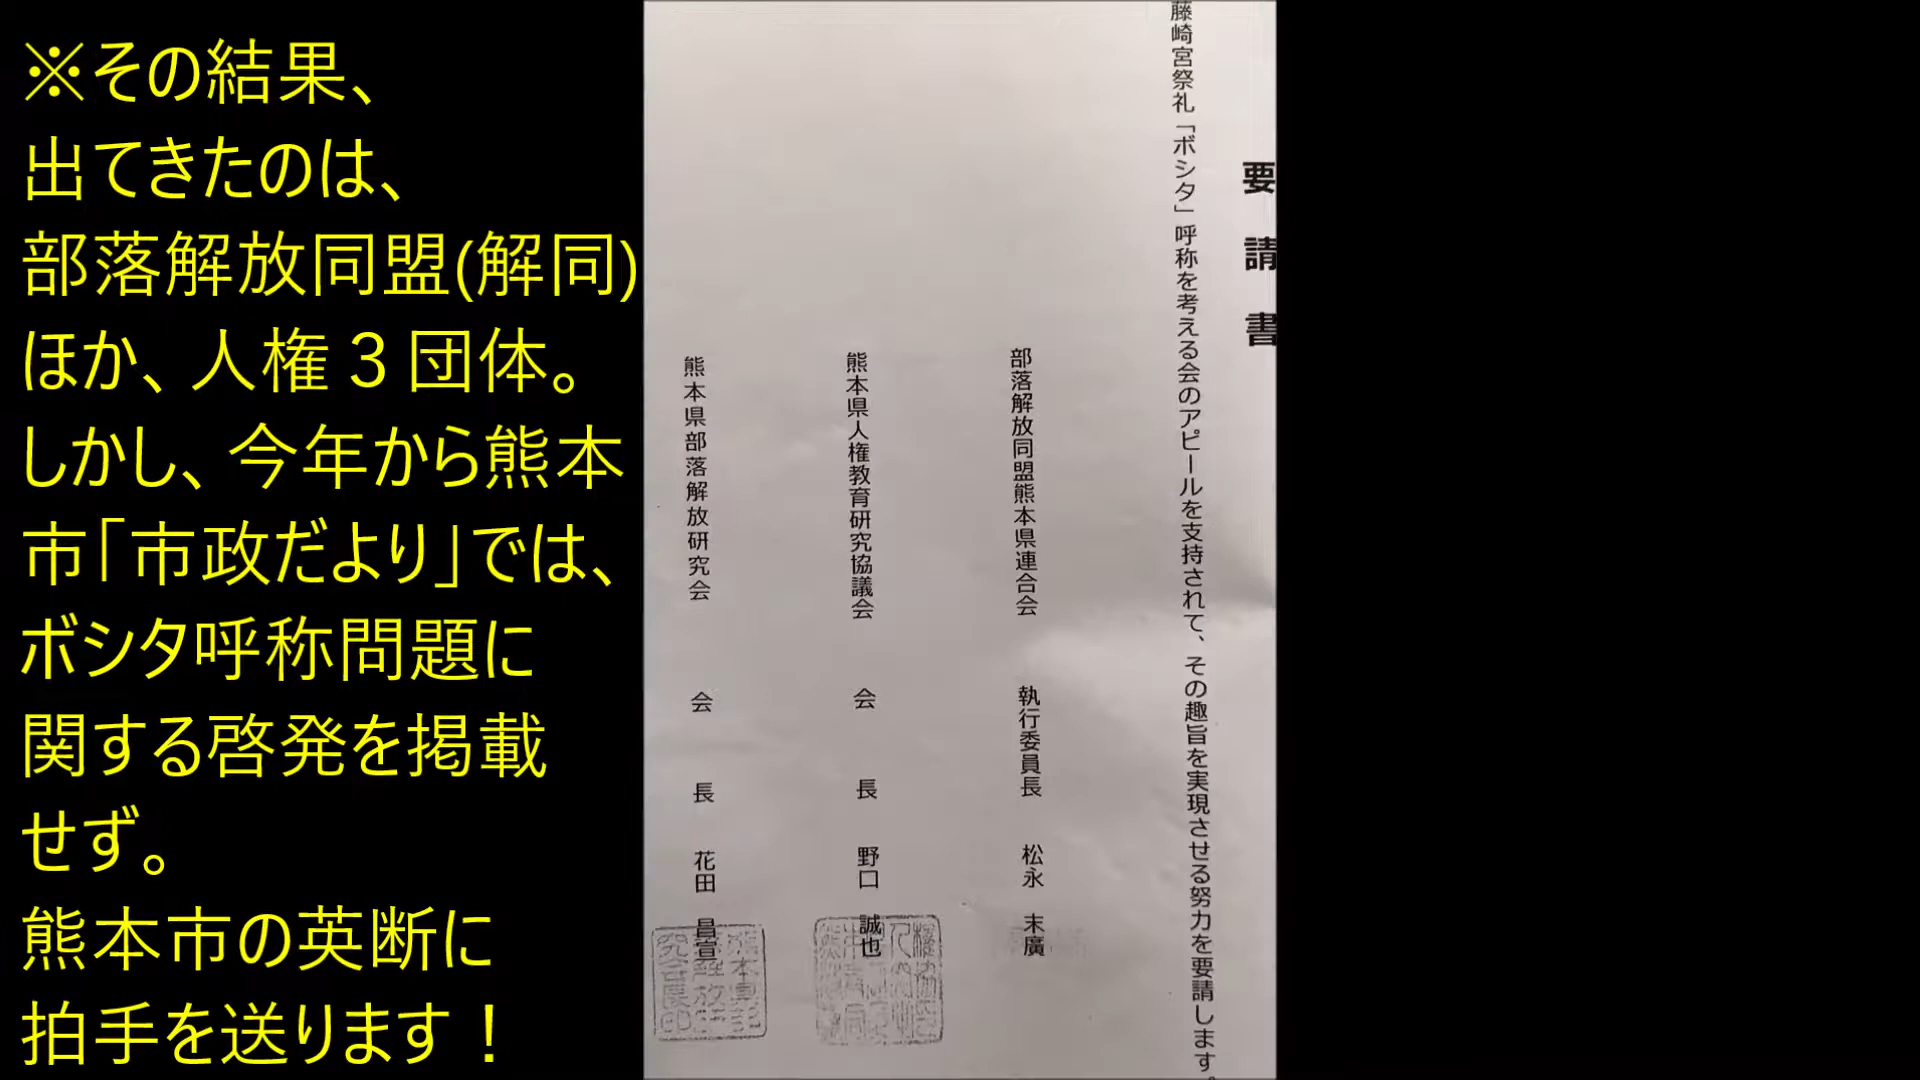 ※その結果、
出てきたのは、
部落解放同盟(解同)
ほか、人権３団体。
しかし、今年から熊本
市「市政だより」では、
ボシタ呼称問題に
関する啓発を掲載
せず。
熊本市の英断に
拍手を送ります！
要請書
藤崎宮祭礼「ボシタ」呼称を考える会のアピールを支持されて、その趣旨を実現させる努力を要請します。
部落解放同盟熊本県連合会 執行委員長 松永 末廣
熊本県人権教育研究協議会 会長 野口 誠也
熊本県部落解放研究会 会長 花田 昌宣